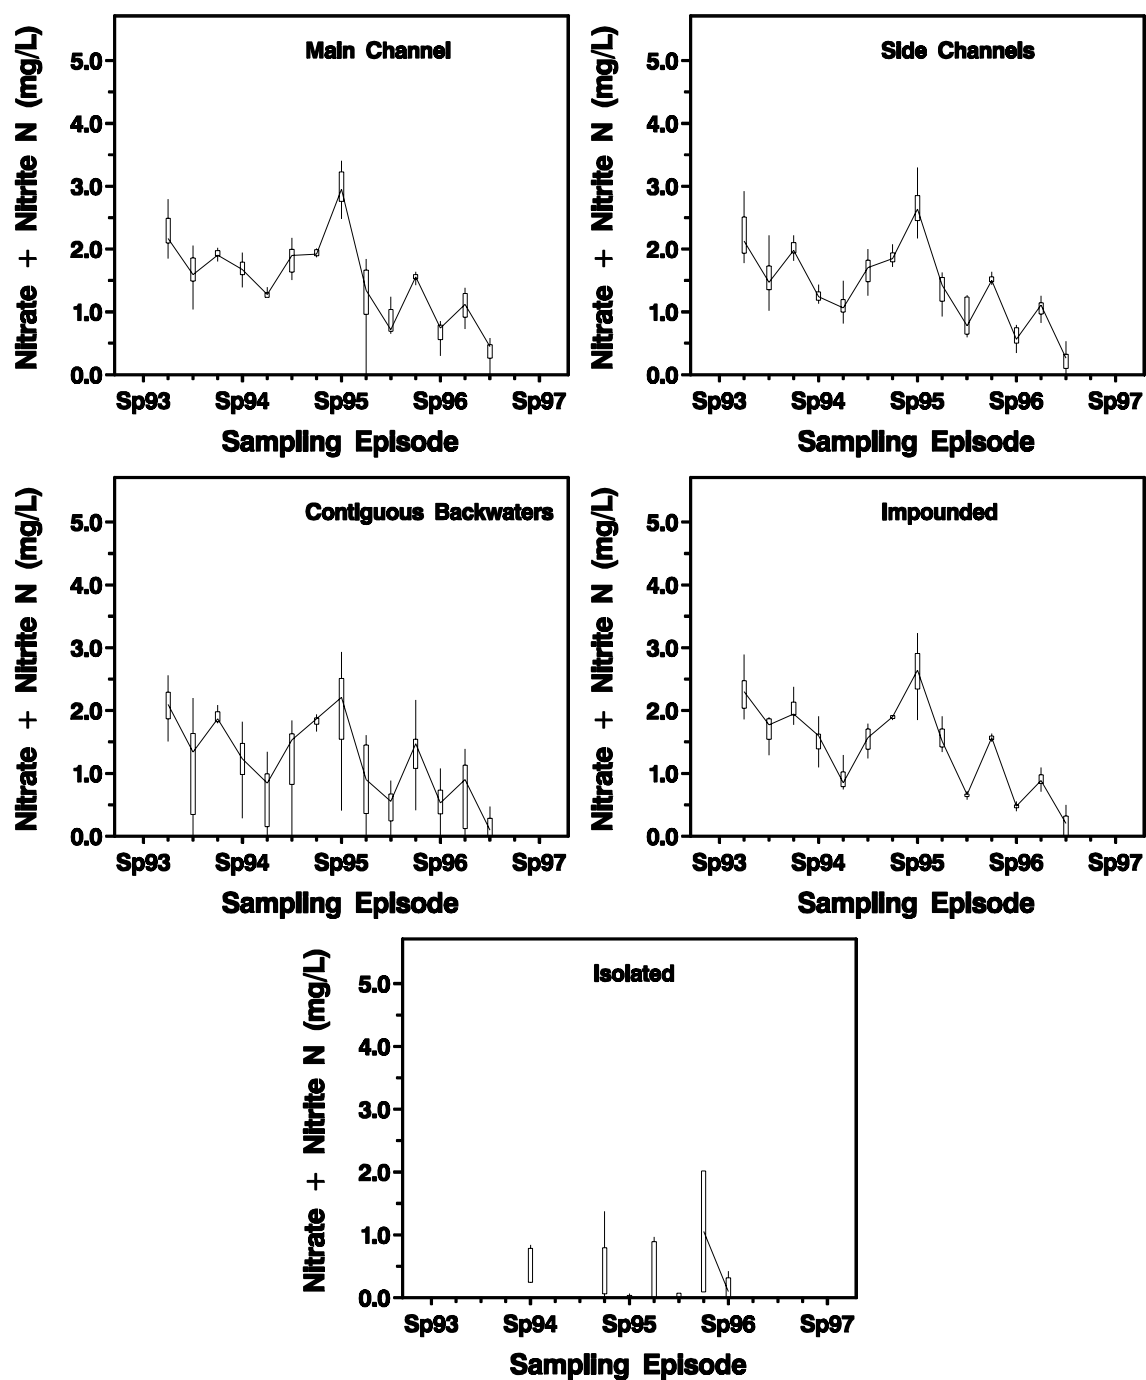 Main Channel
Nitrate + Nitrite N (mg/L)
5.0
4.0
3.0
2.0
1.0
0.0
Sp93 Sp94 Sp95 Sp96 Sp97
Sampling Episode
Side Channels
Nitrate + Nitrite N (mg/L)
5.0
4.0
3.0
2.0
1.0
0.0
Sp93 Sp94 Sp95 Sp96 Sp97
Sampling Episode
Contiguous Backwaters
Nitrate + Nitrite N (mg/L)
5.0
4.0
3.0
2.0
1.0
0.0
Sp93 Sp94 Sp95 Sp96 Sp97
Sampling Episode
Impounded
Nitrate + Nitrite N (mg/L)
5.0
4.0
3.0
2.0
1.0
0.0
Sp93 Sp94 Sp95 Sp96 Sp97
Sampling Episode
Isolated
Nitrate + Nitrite N (mg/L)
5.0
4.0
3.0
2.0
1.0
0.0
Sp93 Sp94 Sp95 Sp96 Sp97
Sampling Episode